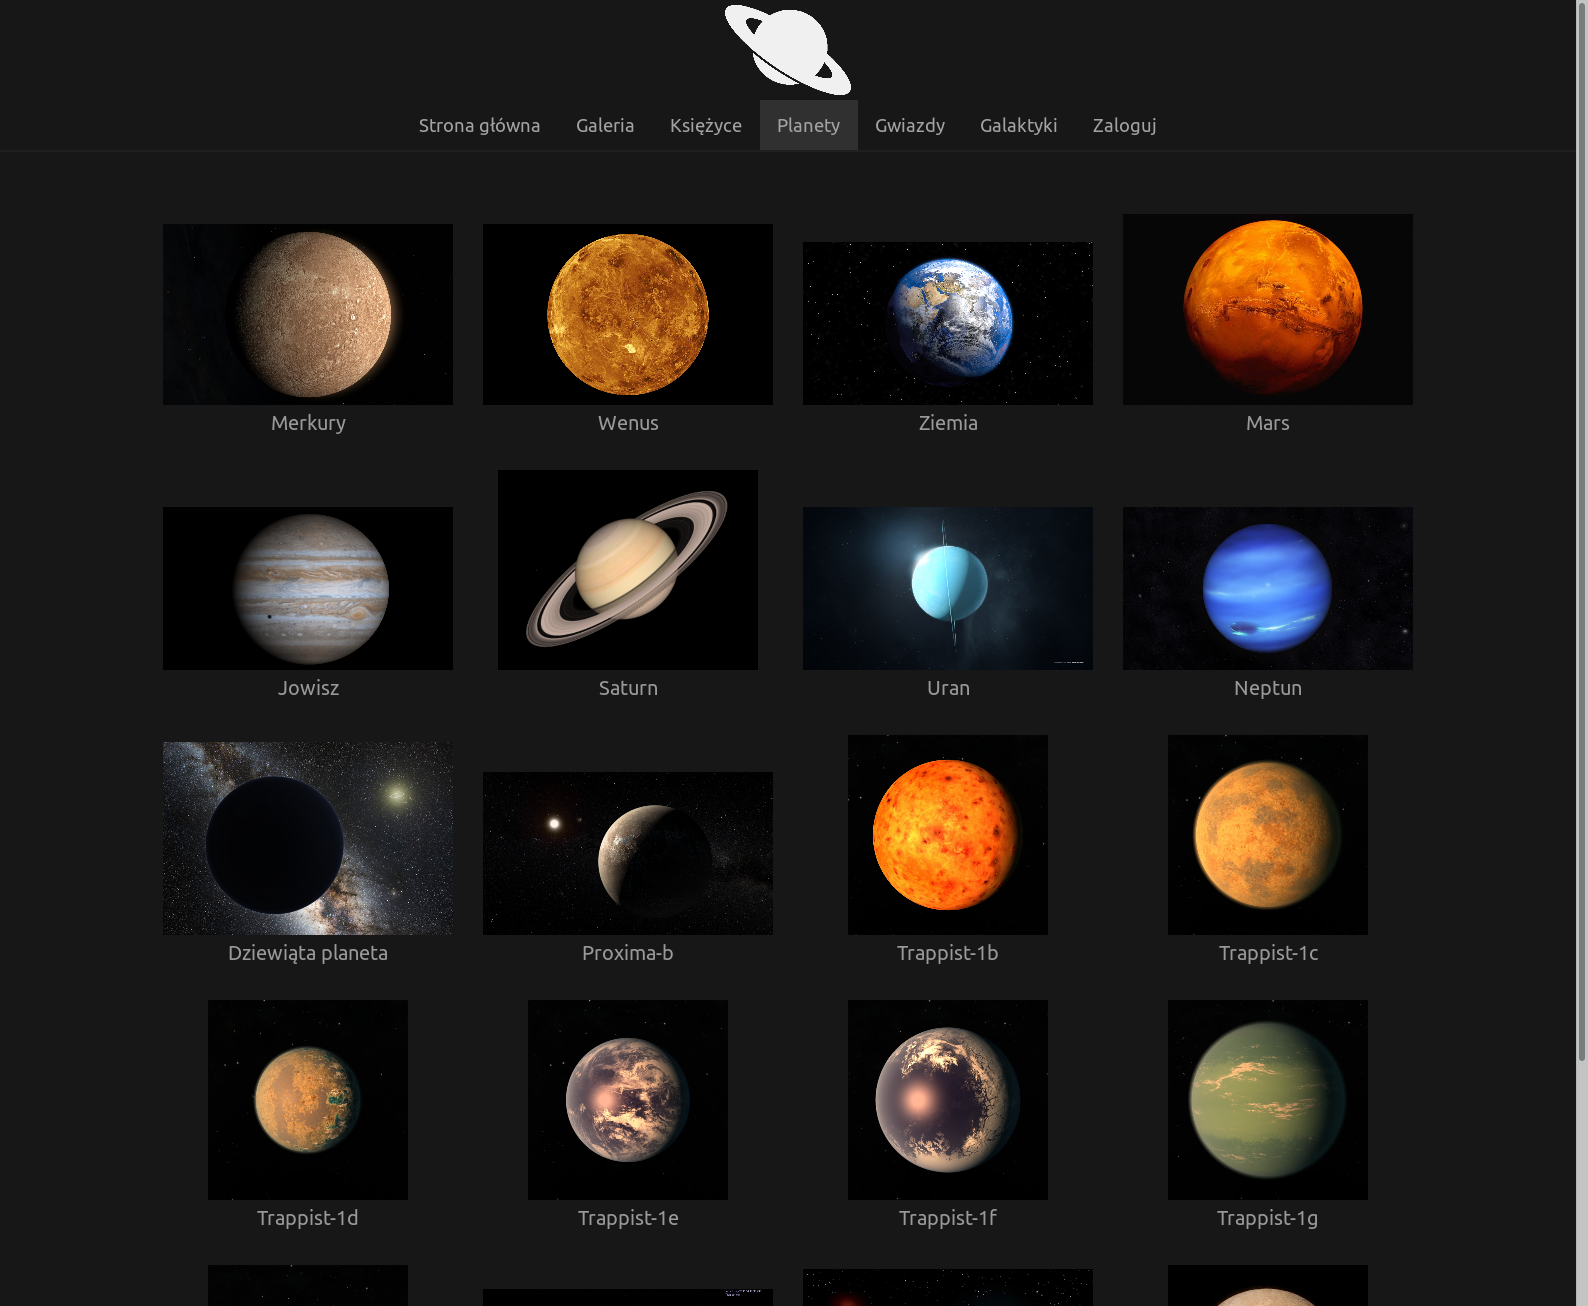 Strona główna Galeria Księżyce Planety Gwiazdy Galaktyki Zaloguj
Merkury Wenus Ziemia Mars
Jowisz Saturn Uran Neptun
Dziewiąta planeta Proxima-b Trappist-1b Trappist-1c
Trappist-1d Trappist-1e Trappist-1f Trappist-1g